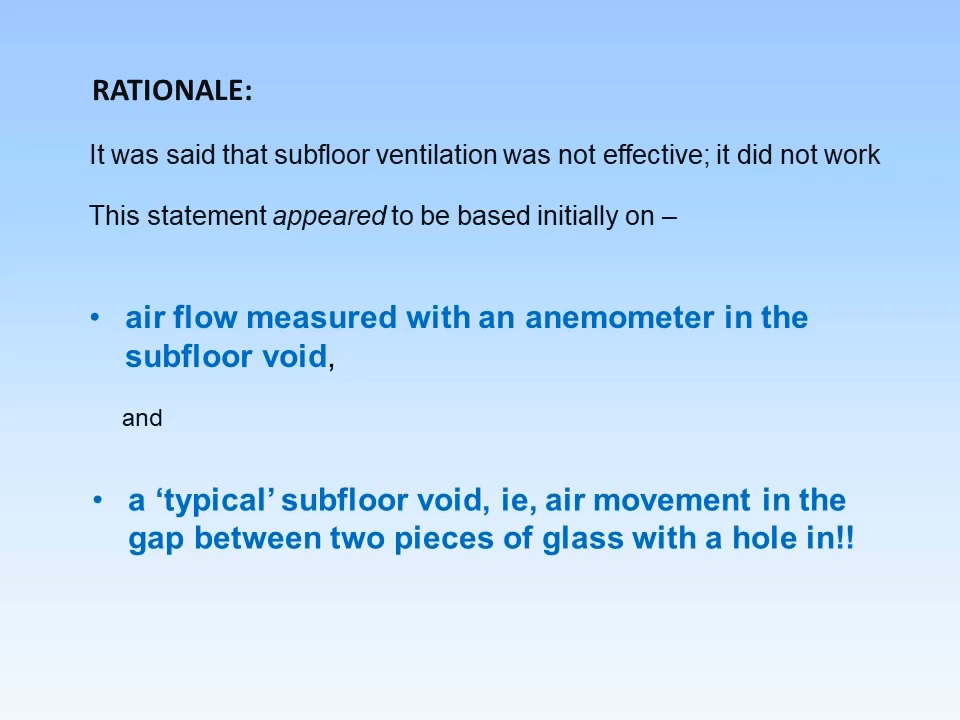 RATIONALE:
It was said that subfloor ventilation was not effective; it did not work
This statement appeared to be based initially on –
• air flow measured with an anemometer in the
subfloor void,
and
• a ‘typical’ subfloor void, ie, air movement in the
gap between two pieces of glass with a hole in!!